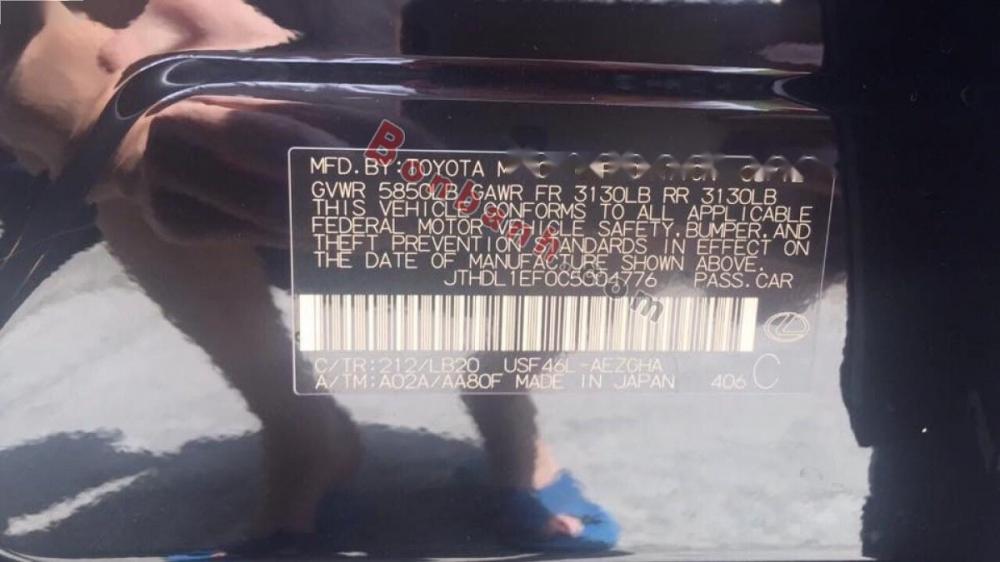 MFD. BY: TOYOTA
GVWR 5850LB GAWR FR 3130LB RR 3130LB
THIS VEHICLE CONFORMS TO ALL APPLICABLE
FEDERAL MOTOR VEHICLE SAFETY, BUMPER, AND
THEFT PREVENTION STANDARDS IN EFFECT ON
THE DATE OF MANUFACTURE SHOWN ABOVE.
JTHDL1EF0C5004776 PASS. CAR
C/TR: 212/LB20 USF46L-AEZGHA
A/TM: A02A/AA80F MADE IN JAPAN 406 C
Bonbanh.com